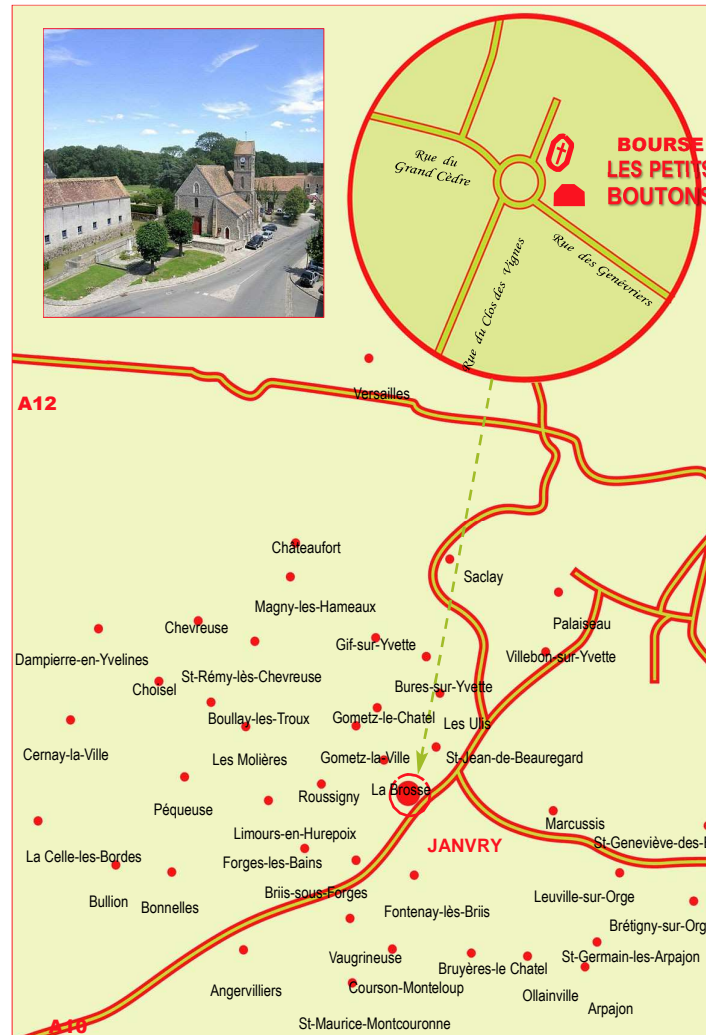 BOURSE
LES PETITS
BOUTONS
Rue du
Grand Cèdre
Rue des Genévriers
Rue du Clos des Vignes
Versailles
A12
Châteaufort
Saclay
Magny-les-Hameaux
Palaiseau
Chevreuse
Gif-sur-Yvette
Dampierre-en-Yvelines
Villebon-sur-Yvette
St-Rémy-lès-Chevreuse
Choisel
Bures-sur-Yvette
Boullay-les-Troux
Gometz-le-Chatel
Les Ulis
Cernay-la-Ville
Les Molières
Gometz-la-Ville
St-Jean-de-Beauregard
Roussigny
La Brosse
Péqueuse
Marcussis
Limours-en-Hurepoix
St-Geneviève-des-
JANVRY
La Celle-les-Bordes
Forges-les-Bains
Bullion
Bonnelles
Briis-sous-Forges
Leuville-sur-Orge
Fontenay-lès-Briis
Brétigny-sur-Org
Vaugrineuse
St-Germain-les-Arpajon
Angervilliers
Bruyères-le Chatel
Courson-Monteloup
Ollainville
Arpajon
St-Maurice-Montcouronne
A10